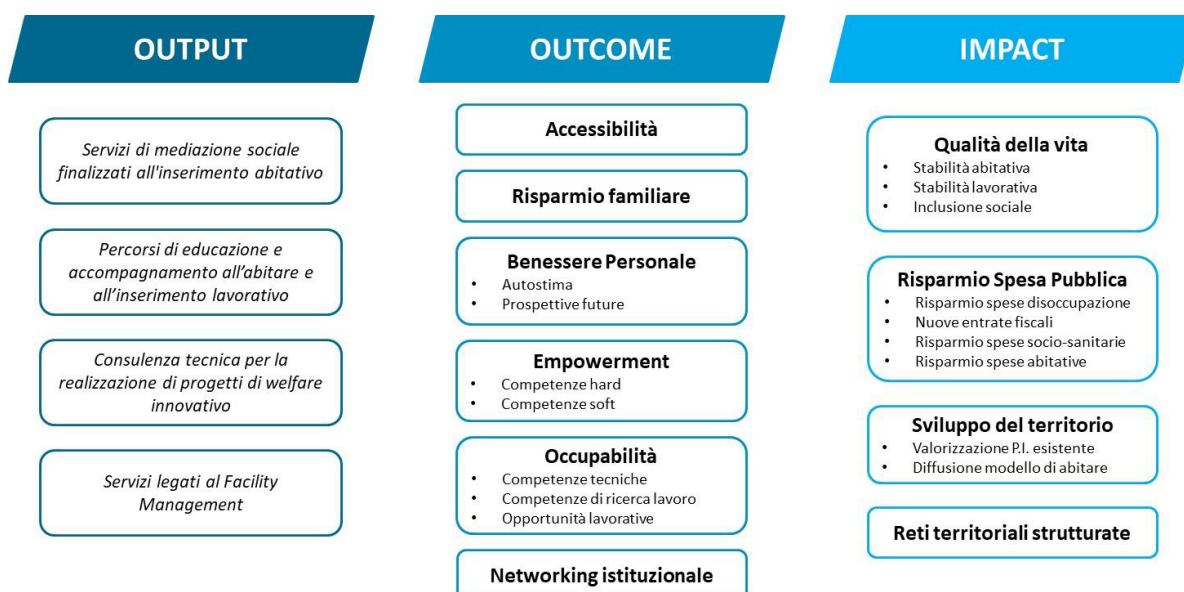 OUTPUT
Servizi di mediazione sociale
finalizzati all'inserimento abitativo
Percorsi di educazione e
accompagnamento all’abitare e
all’inserimento lavorativo
Consulenza tecnica per la
realizzazione di progetti di welfare
innovativo
Servizi legati al Facility
Management
OUTCOME
Accessibilità
Risparmio familiare
Benessere Personale
• Autostima
• Prospettive future
Empowerment
• Competenze hard
• Competenze soft
Occupabilità
• Competenze tecniche
• Competenze di ricerca lavoro
• Opportunità lavorative
Networking istituzionale
IMPACT
Qualità della vita
• Stabilità abitativa
• Stabilità lavorativa
• Inclusione sociale
Risparmio Spesa Pubblica
• Risparmio spese disoccupazione
• Nuove entrate fiscali
• Risparmio spese socio-sanitarie
• Risparmio spese abitative
Sviluppo del territorio
• Valorizzazione P.I. esistente
• Diffusione modello di abitare
Reti territoriali strutturate